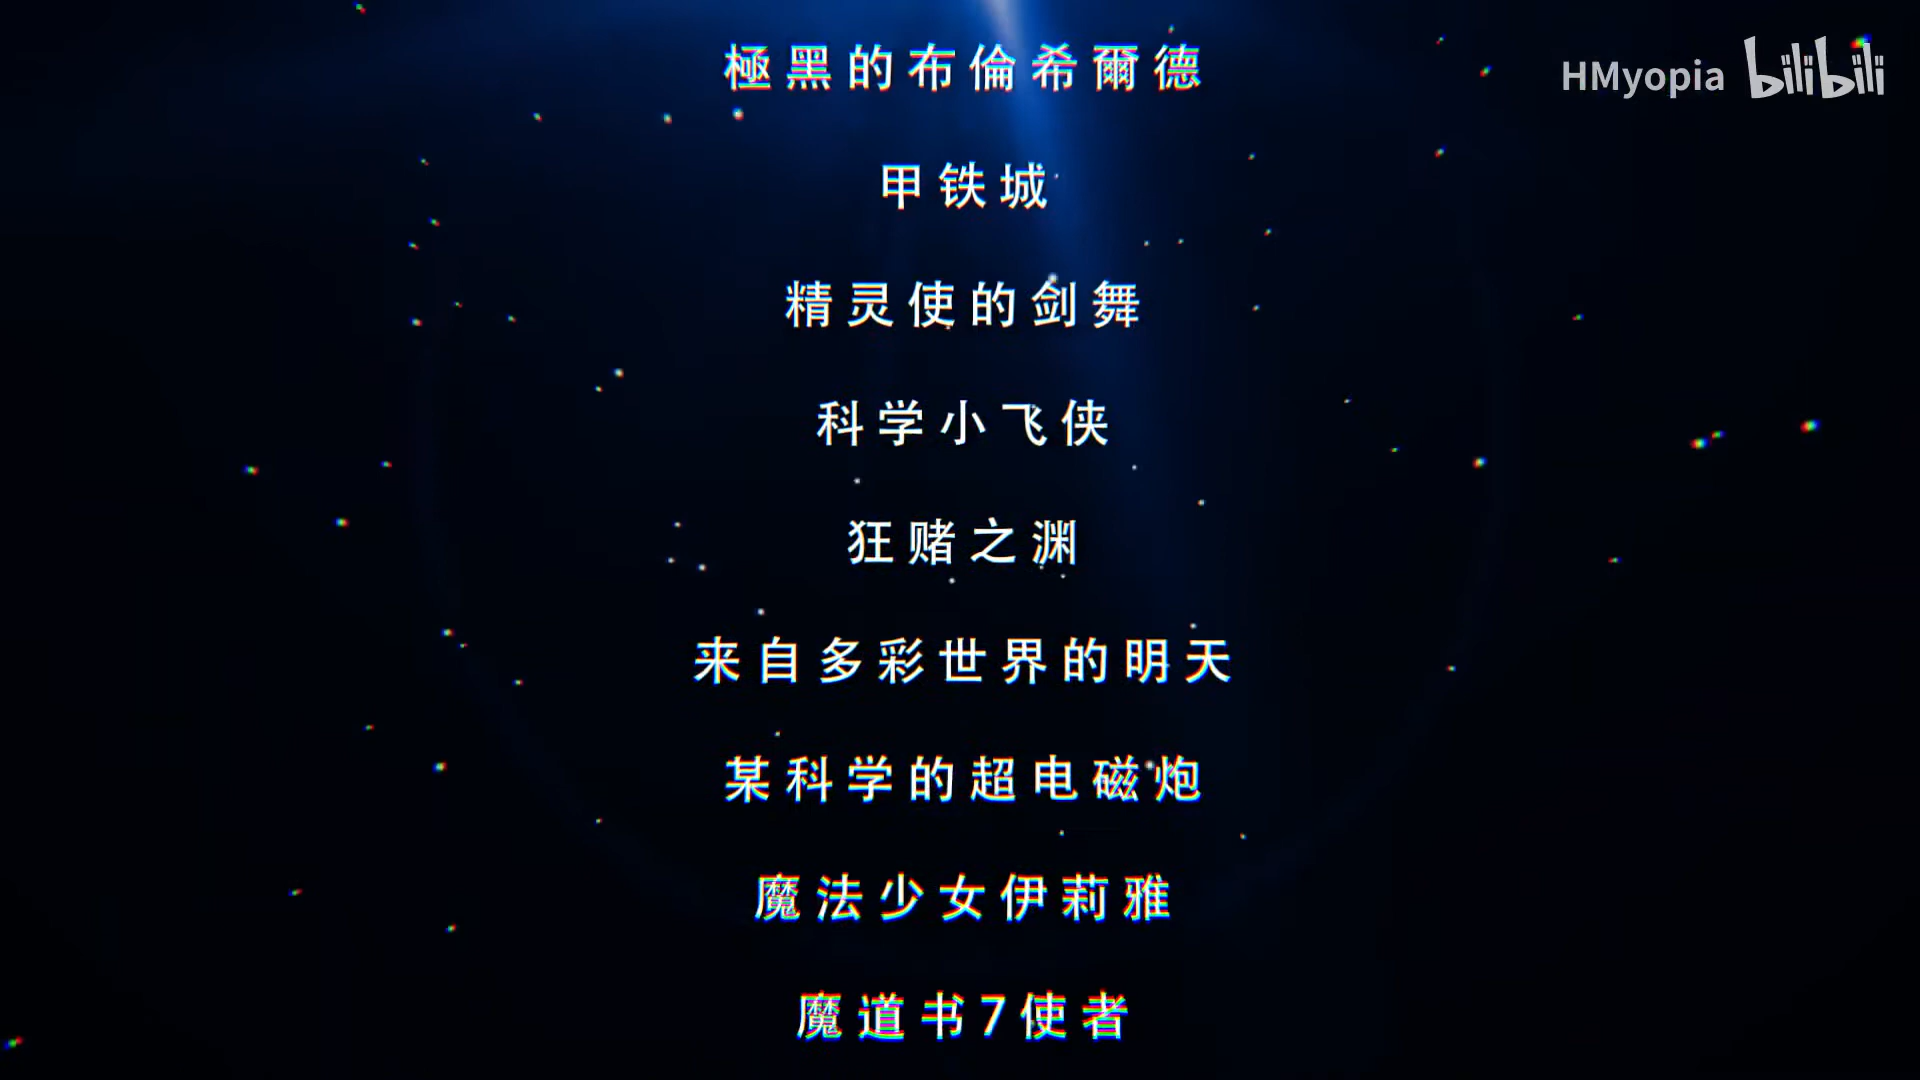 HMyopia bilibili
極黑的布倫希爾德
甲铁城
精灵使的剑舞
科学小飞侠
狂赌之渊
来自多彩世界的明天
某科学的超电磁炮
魔法少女伊莉雅
魔道书7使者